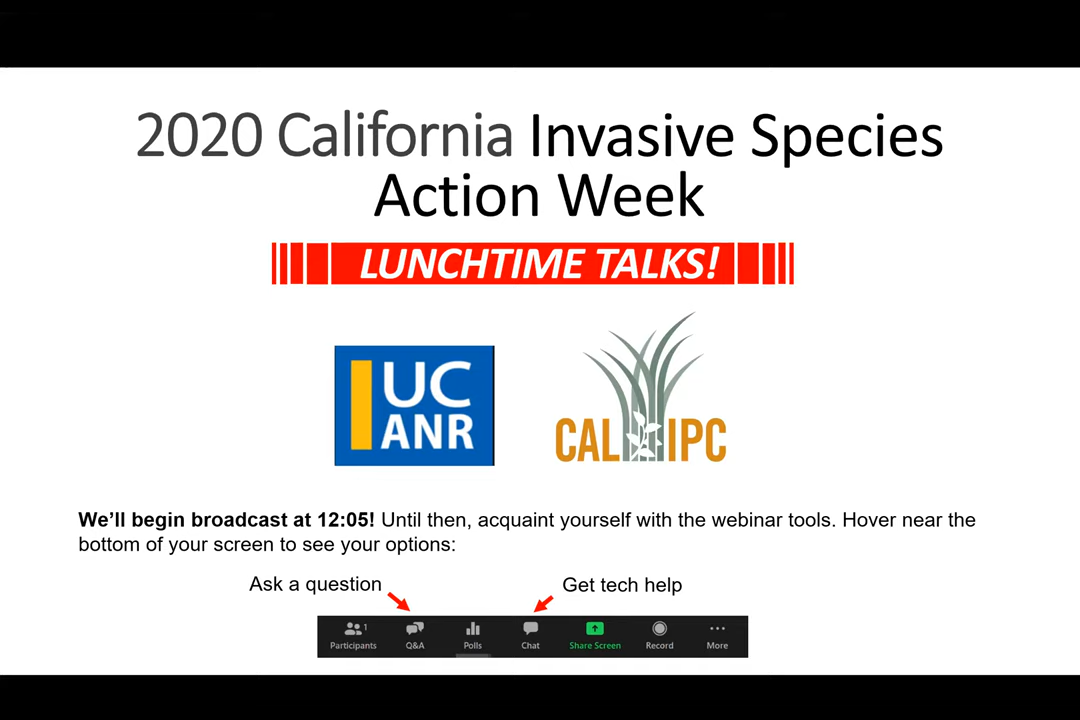 2020 California Invasive Species
Action Week
LUNCHTIME TALKS!
UC
ANR
CAL IPC
We'll begin broadcast at 12:05! Until then, acquaint yourself with the webinar tools. Hover near the
bottom of your screen to see your options:
Ask a question
Get tech help
1
Participants
Q&A
Polls
Chat
Share Screen
Record
More